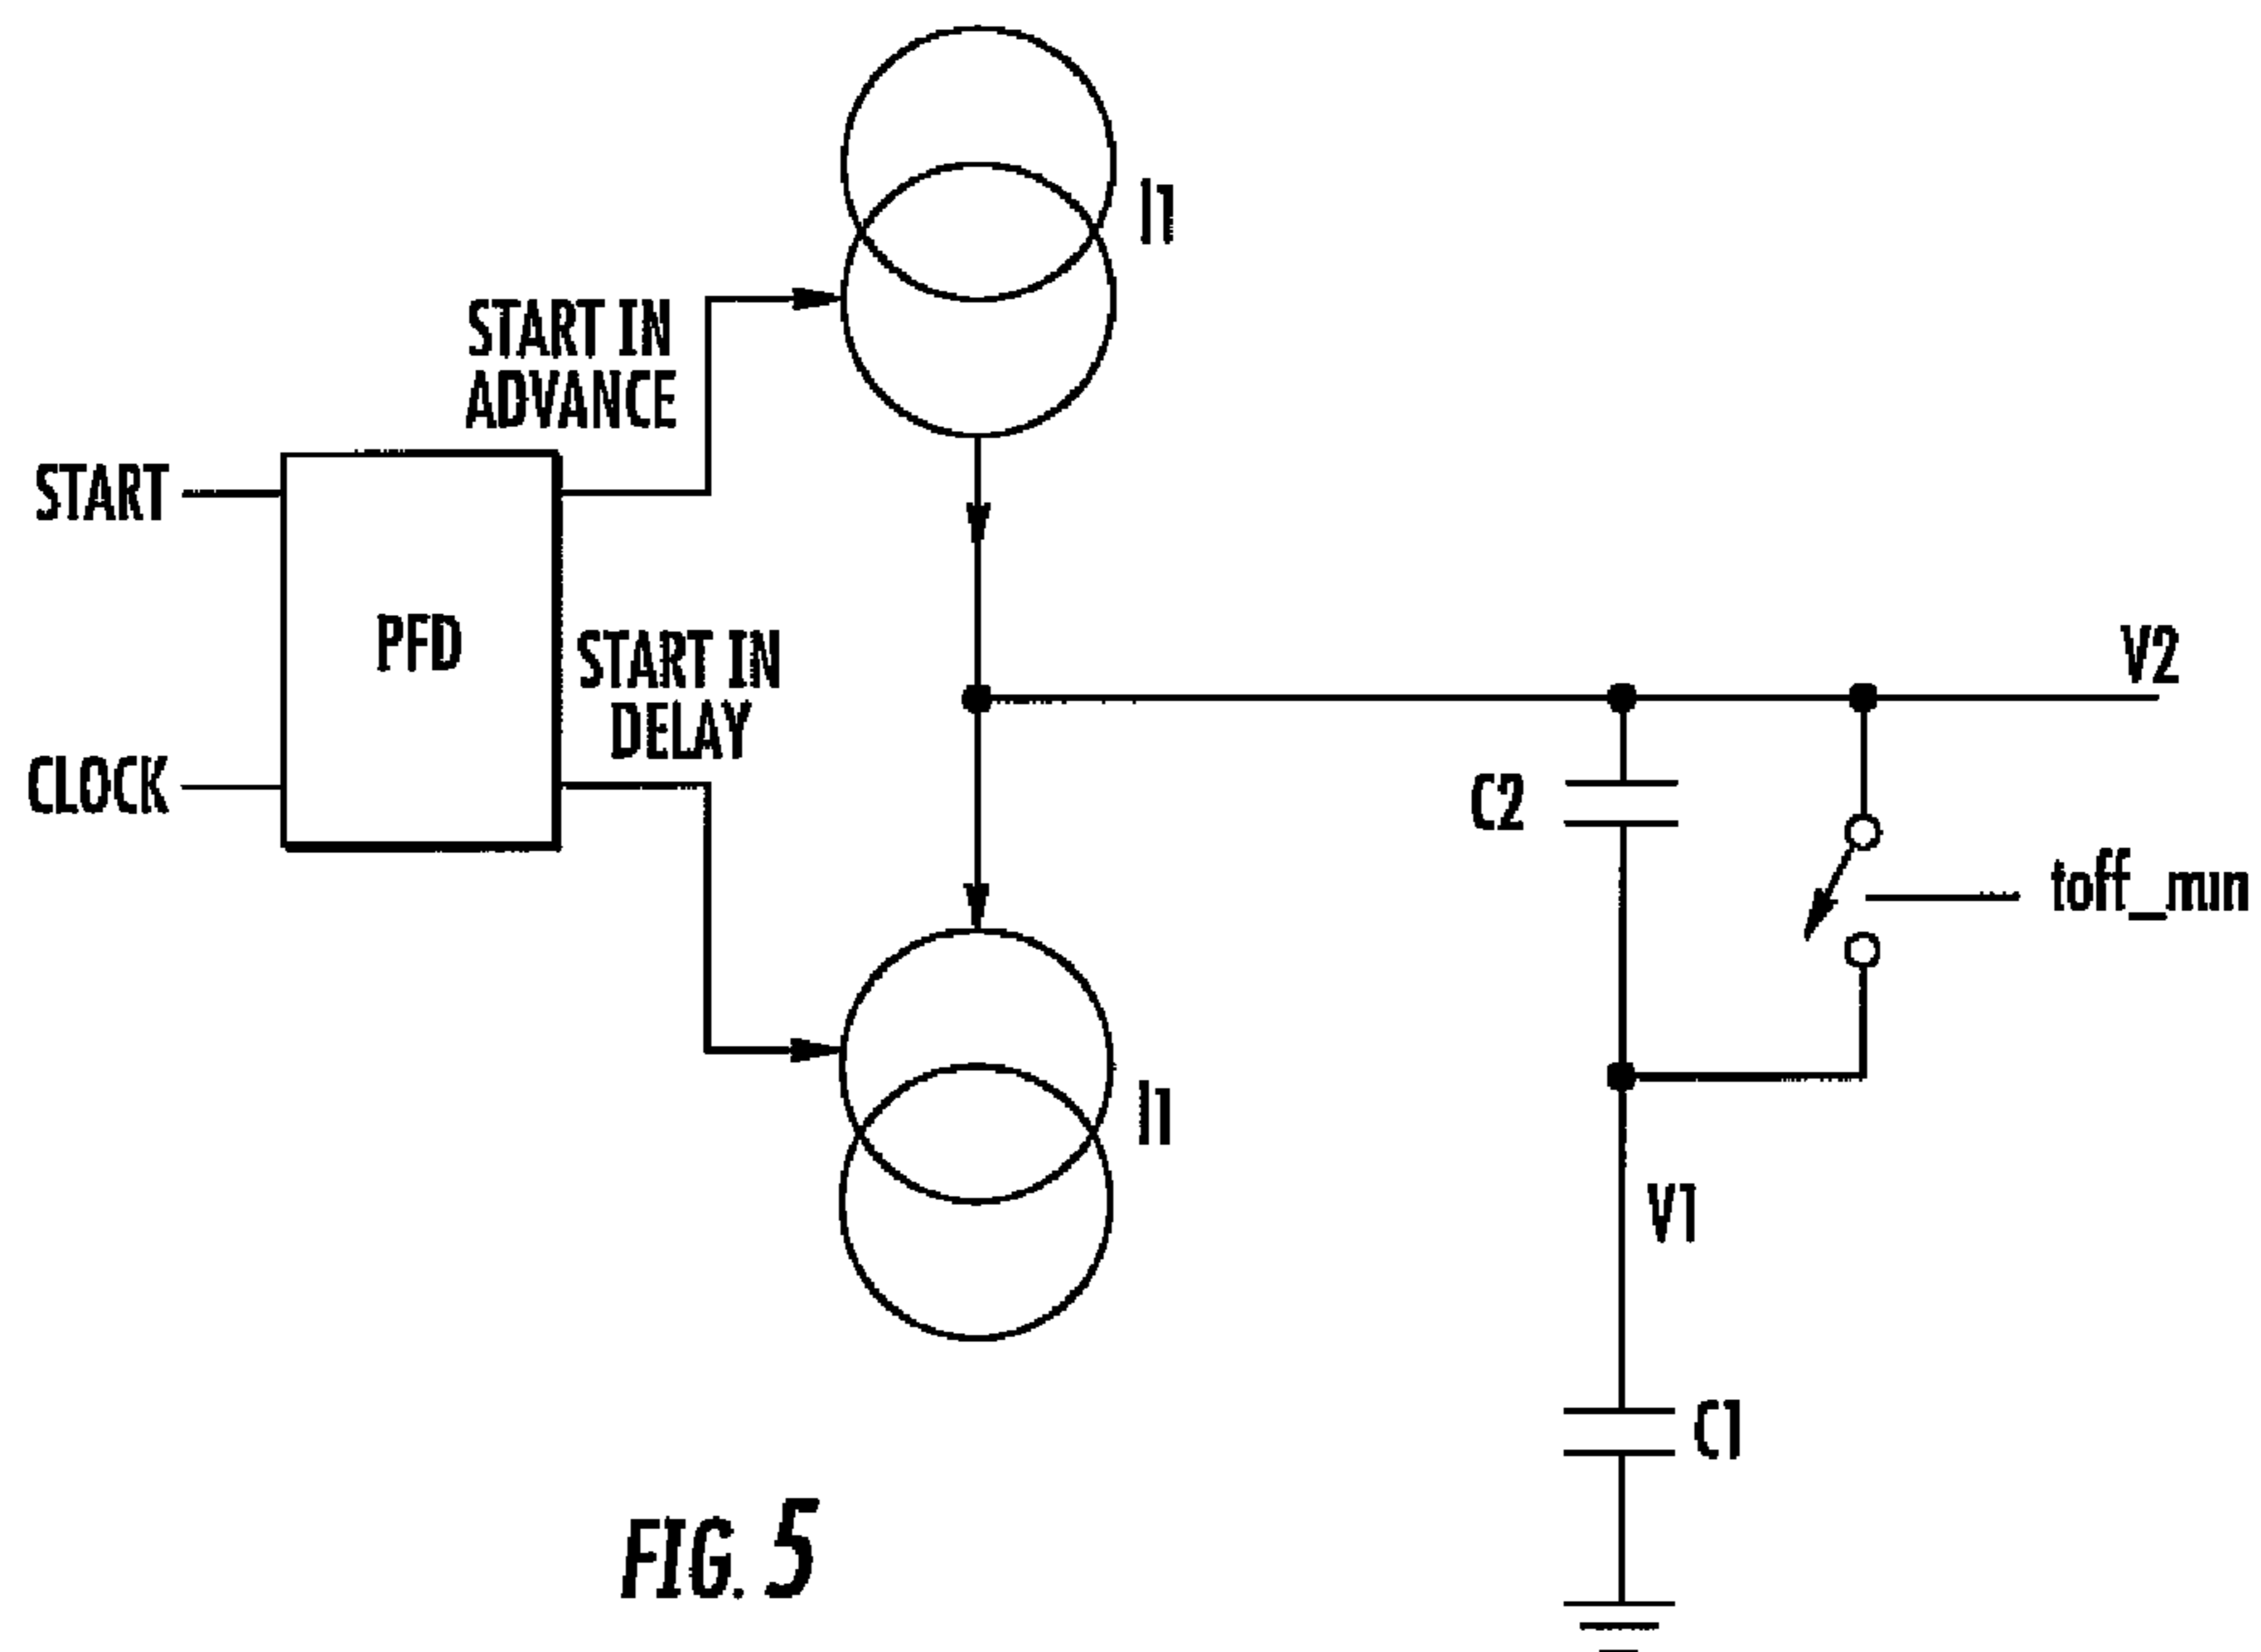 I1
START IN
ADVANCE
START
PFD
START IN
DELAY
V2
CLOCK
C2
toff_min
I1
V1
C1
FIG. 5